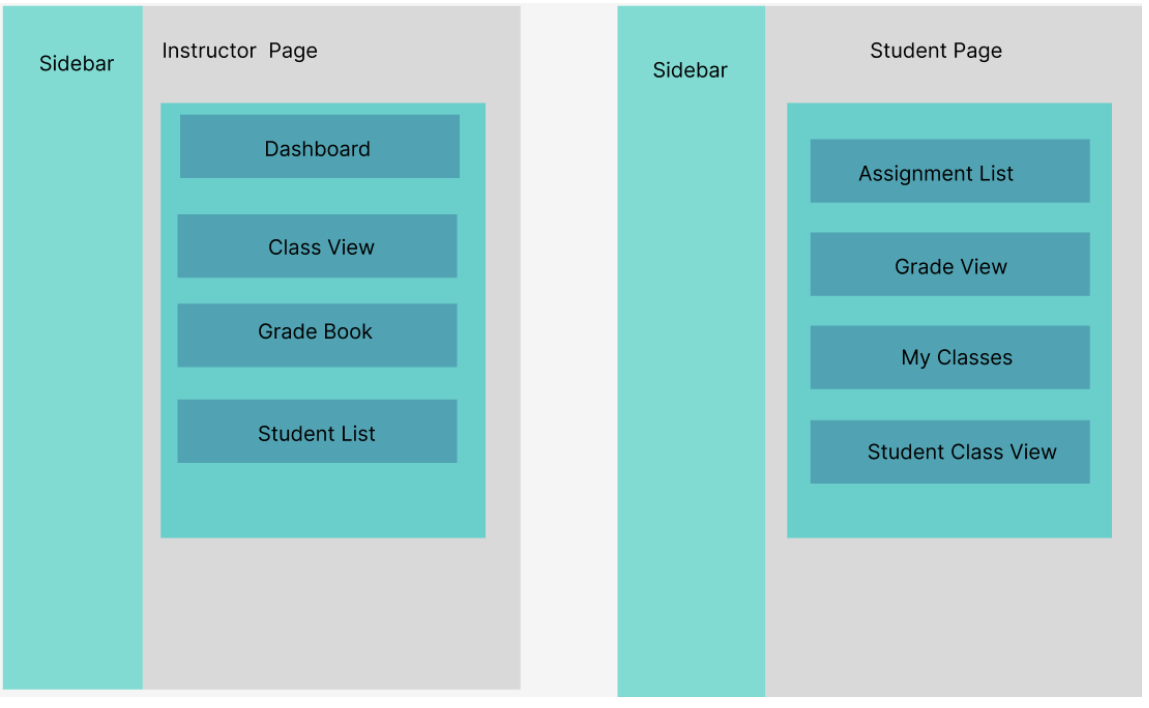 Sidebar
Instructor  Page
Dashboard
Class View
Grade Book
Student List
Sidebar
Student Page
Assignment List
Grade View
My Classes
Student Class View